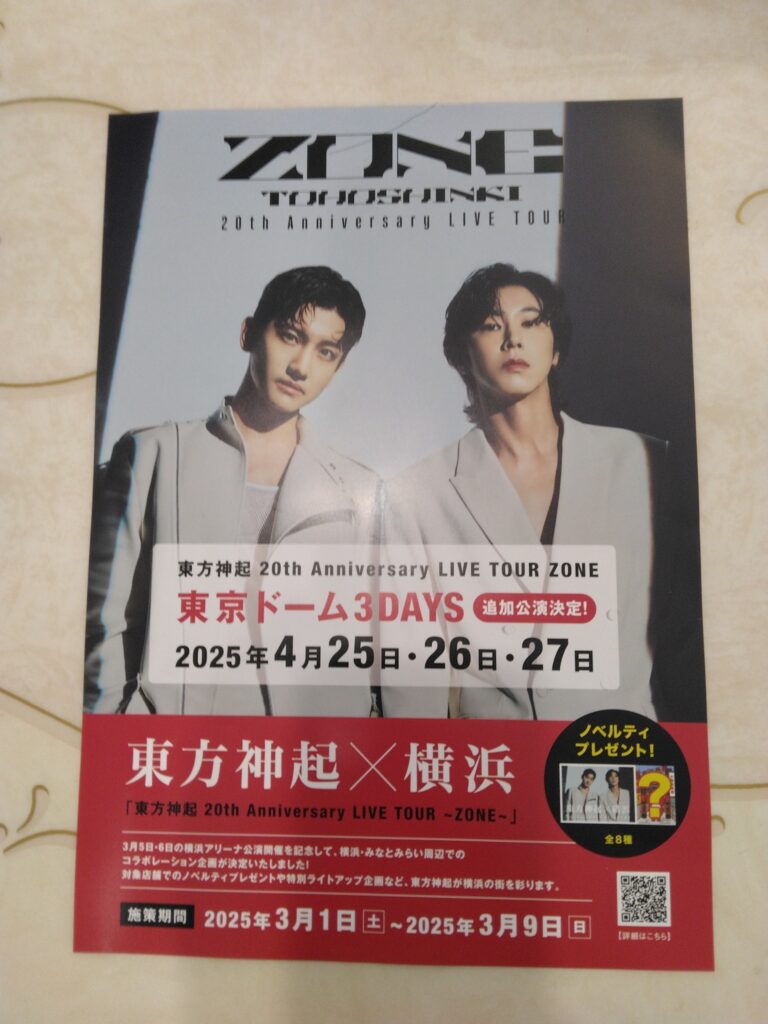 ZONE
TOHOSHINKI
20th Anniversary LIVE TOUR
東方神起 20th Anniversary LIVE TOUR ZONE
東京ドーム3DAYS 追加公演決定!
2025年4月25日・26日・27日
東方神起×横浜
「東方神起 20th Anniversary LIVE TOUR ~ZONE~」
ノベルティ
プレゼント!
?
全8種
3月5日・6日の横浜アリーナ公演開催を記念して、横浜・みなとみらい周辺での
コラボレーション企画が決定いたしました!
対象店舗でのノベルティプレゼントや特別ライトアップ企画など、東方神起が横浜の街を彩ります。
施策期間 2025年3月1日 土 ~2025年3月9日 日
【詳細はこちら】